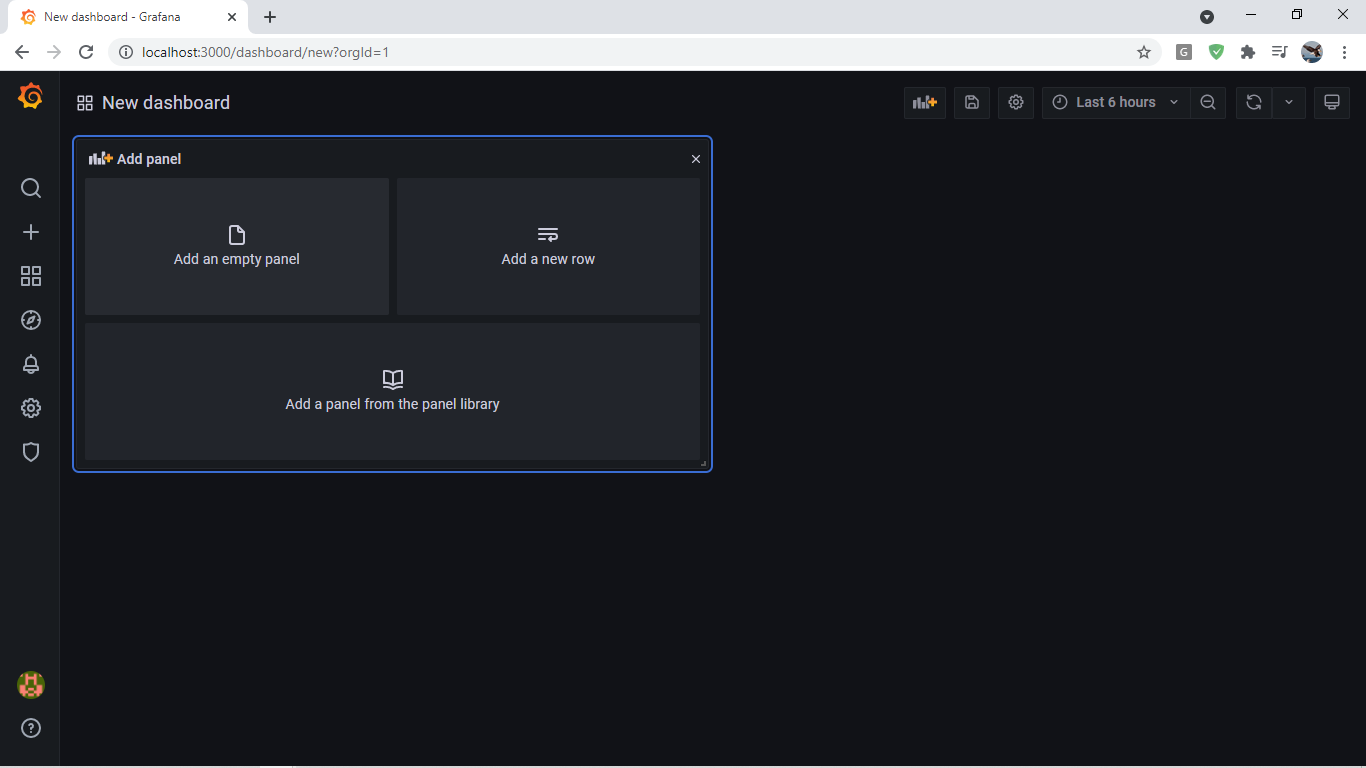 New dashboard - Grafana
localhost:3000/dashboard/new?orgId=1
G
New dashboard
Last 6 hours
Add panel
Add an empty panel
Add a new row
Add a panel from the panel library